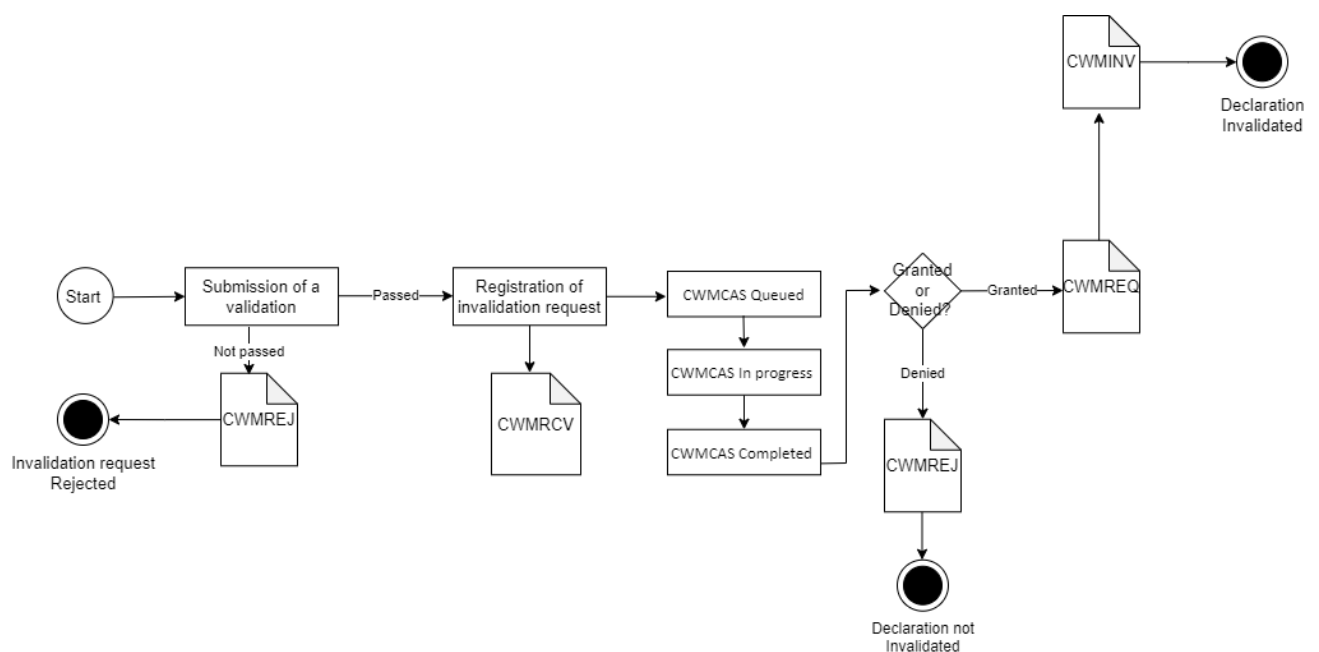 CWMINV
Declaration
Invalidated
Start
Submission of a
validation
Passed
Registration of
invalidation request
CWMCAS Queued
Granted
or
Denied?
Granted
CWMREQ
Not passed
CWMCAS In progress
Denied
CWMREJ
CWMRCV
CWMCAS Completed
CWMREJ
Invalidation request
Rejected
Declaration not
Invalidated